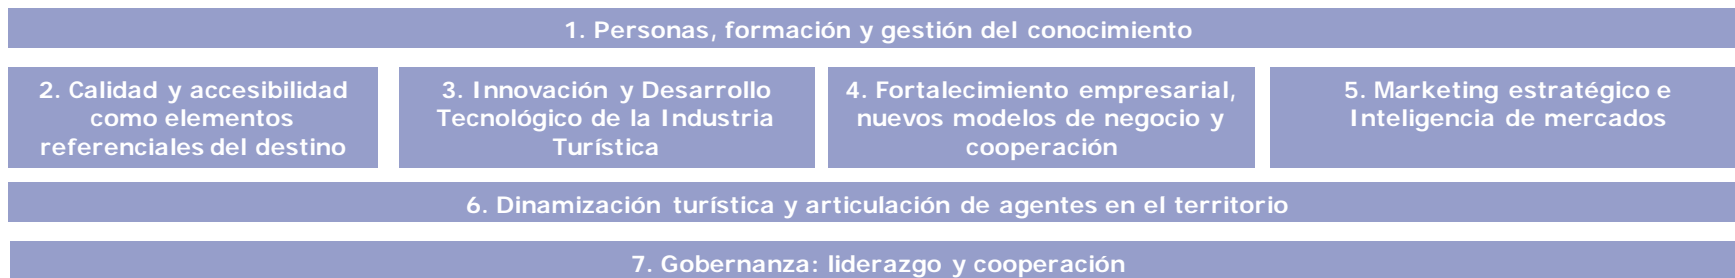 1. Personas, formación y gestión del conocimiento
2. Calidad y accesibilidad
como elementos
referenciales del destino
3. Innovación y Desarrollo
Tecnológico de la Industria
Turística
4. Fortalecimiento empresarial,
nuevos modelos de negocio y
cooperación
5. Marketing estratégico e
Inteligencia de mercados
6. Dinamización turística y articulación de agentes en el territorio
7. Gobernanza: liderazgo y cooperación